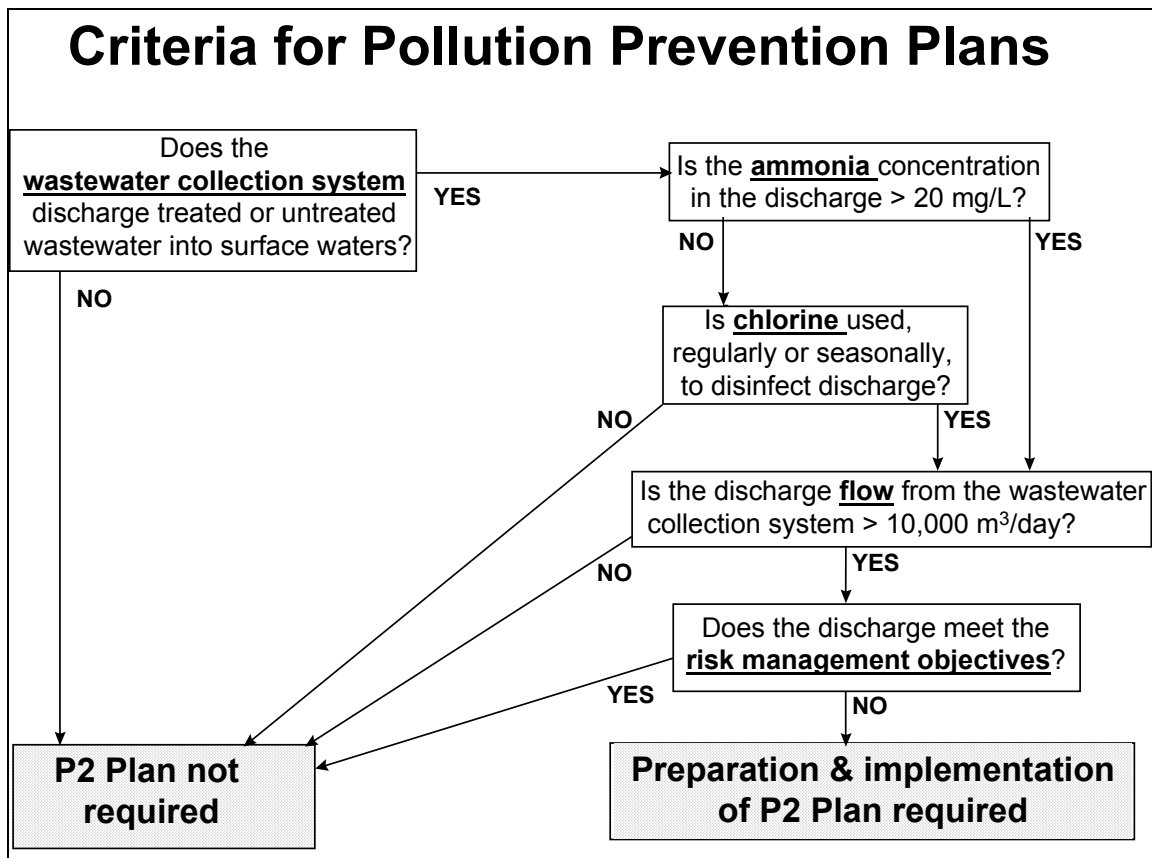 Criteria for Pollution Prevention Plans
Does the
wastewater collection system
discharge treated or untreated
wastewater into surface waters?
YES
Is the ammonia concentration
in the discharge > 20 mg/L?
NO
YES
NO
Is chlorine used,
regularly or seasonally,
to disinfect discharge?
NO
YES
Is the discharge flow from the wastewater
collection system > 10,000 m³/day?
NO
YES
Does the discharge meet the
risk management objectives?
YES
NO
P2 Plan not
required
Preparation & implementation
of P2 Plan required